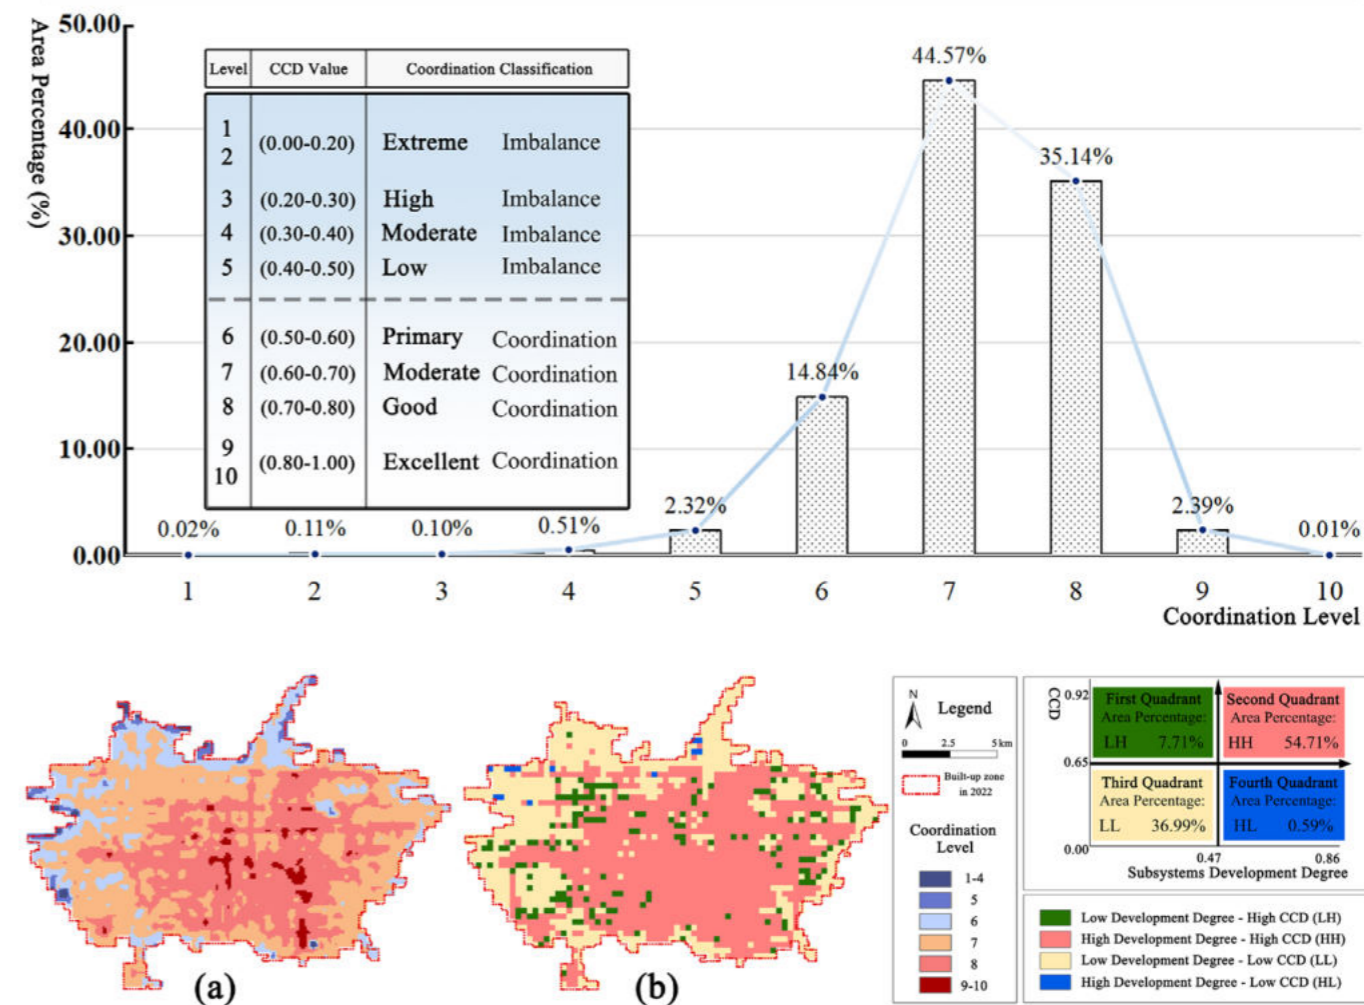 Area Percentage (%)
50.00
40.00
30.00
20.00
10.00
0.00
Level CCD Value Coordination Classification
1
2
(0.00-0.20) Extreme Imbalance
3 (0.20-0.30) High Imbalance
4 (0.30-0.40) Moderate Imbalance
5 (0.40-0.50) Low Imbalance
6 (0.50-0.60) Primary Coordination
7 (0.60-0.70) Moderate Coordination
8 (0.70-0.80) Good Coordination
9
10
(0.80-1.00) Excellent Coordination
0.02% 0.11% 0.10% 0.51% 2.32% 14.84% 44.57% 35.14% 2.39% 0.01%
1 2 3 4 5 6 7 8 9 10
Coordination Level
(a)
(b)
N
Legend
0 2.5 5 km
Built-up zone
in 2022
Coordination
Level
1-4
5
6
7
8
9-10
CCD
0.92
0.65
0.00
First Quadrant
Area Percentage:
LH 7.71%
Second Quadrant
Area Percentage:
HH 54.71%
Third Quadrant
Area Percentage:
LL 36.99%
Fourth Quadrant
Area Percentage:
HL 0.59%
0.47 0.86
Subsystems Development Degree
Low Development Degree - High CCD (LH)
High Development Degree - High CCD (HH)
Low Development Degree - Low CCD (LL)
High Development Degree - Low CCD (HL)